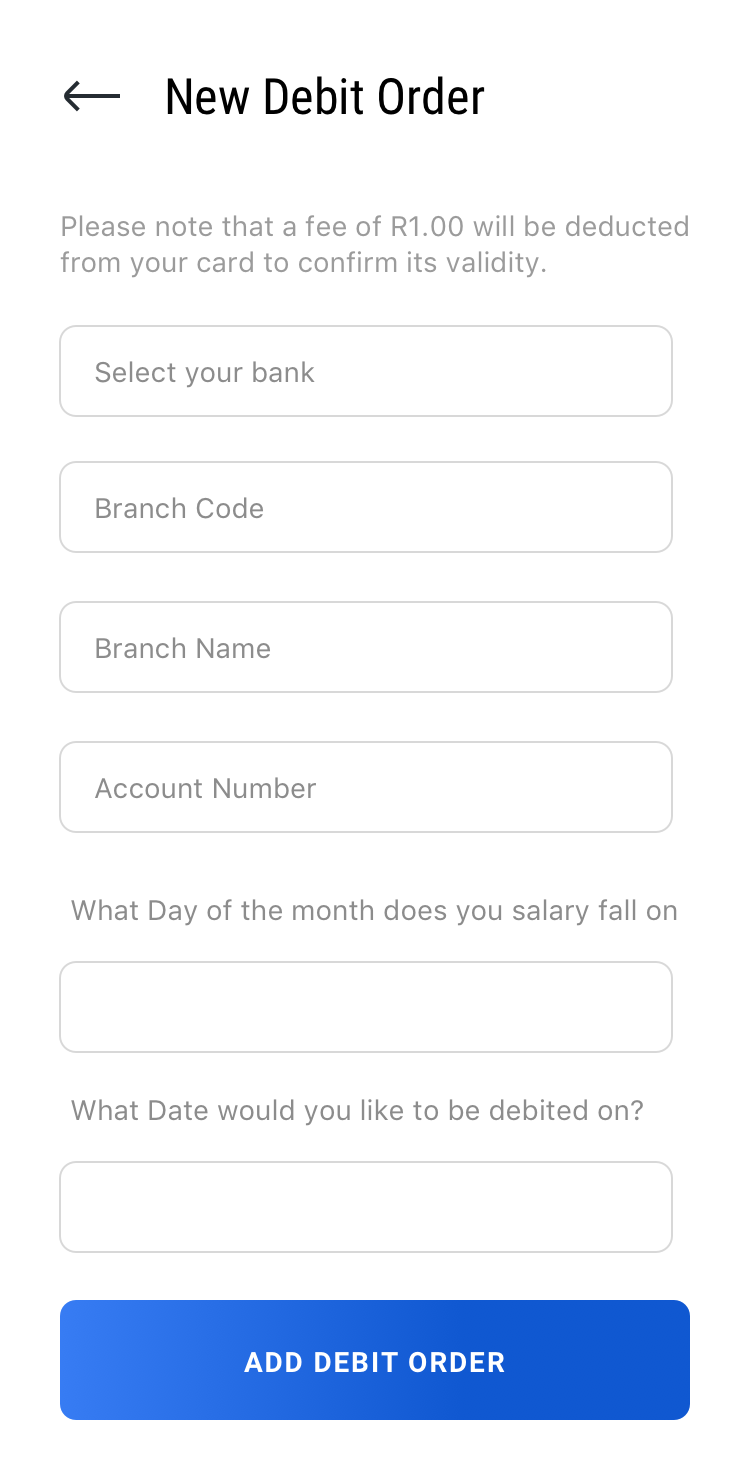 New Debit Order
Please note that a fee of R1.00 will be deducted
from your card to confirm its validity.
Select your bank
Branch Code
Branch Name
Account Number
What Day of the month does you salary fall on
What Date would you like to be debited on?
ADD DEBIT ORDER